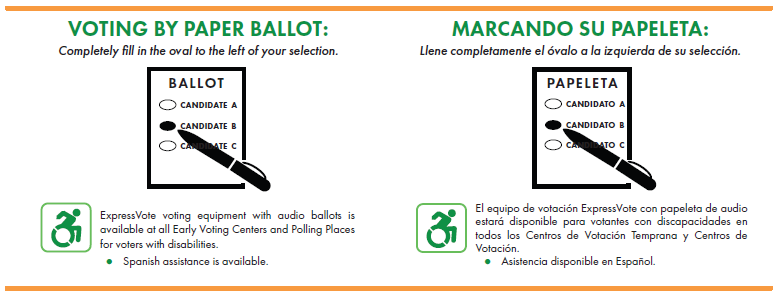 VOTING BY PAPER BALLOT:
Completely fill in the oval to the left of your selection.
BALLOT
CANDIDATE A
CANDIDATE B
CANDIDATE C
ExpressVote voting equipment with audio ballots is
available at all Early Voting Centers and Polling Places
for voters with disabilities.
• Spanish assistance is available.
MARCANDO SU PAPELETA:
Llene completamente el óvalo a la izquierda de su selección.
PAPELETA
CANDIDATO A
CANDIDATO B
CANDIDATO C
El equipo de votación ExpressVote con papeleta de audio
estará disponible para votantes con discapacidades en
todos los Centros de Votación Temprana y Centros de
Votación.
• Asistencia disponible en Español.